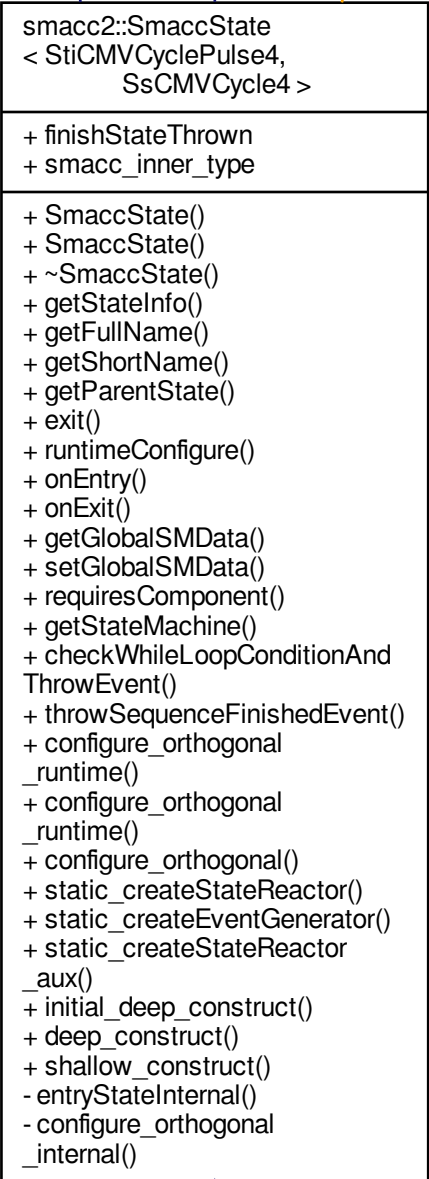 smacc2::SmaccState
< StiCMVCyclePulse4,
SsCMVCycle4 >
+ finishStateThrown
+ smacc_inner_type
+ SmaccState()
+ SmaccState()
+ ~SmaccState()
+ getStateInfo()
+ getFullName()
+ getShortName()
+ getParentState()
+ exit()
+ runtimeConfigure()
+ onEntry()
+ onExit()
+ getGlobalSMData()
+ setGlobalSMData()
+ requiresComponent()
+ getStateMachine()
+ checkWhileLoopConditionAnd
ThrowEvent()
+ throwSequenceFinishedEvent()
+ configure_orthogonal
_runtime()
+ configure_orthogonal
_runtime()
+ configure_orthogonal()
+ static_createStateReactor()
+ static_createEventGenerator()
+ static_createStateReactor
_aux()
+ initial_deep_construct()
+ deep_construct()
+ shallow_construct()
- entryStateInternal()
- configure_orthogonal
_internal()